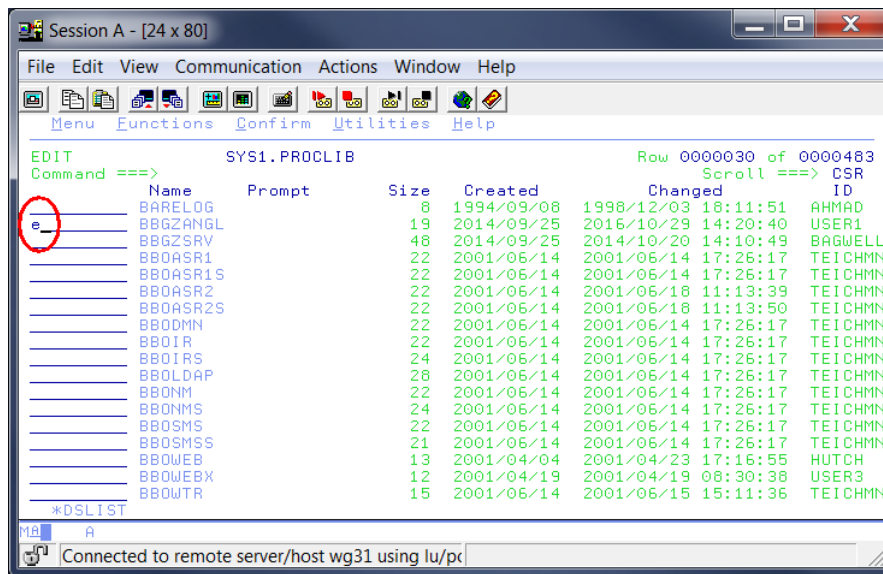 Session A - [24 x 80]
File Edit View Communication Actions Window Help
Menu Functions Confirm Utilities Help
EDIT SYS1.PROCLIB Row 0000030 of 0000483
Command ===> Scroll ===> CSR
Name Prompt Size Created Changed ID
BARELOG 8 1994/09/08 1998/12/03 18:11:51 AHMAD
e BBGZANGL 19 2014/09/25 2016/10/29 14:20:40 USER1
BBGZSRV 48 2014/09/25 2014/10/20 14:10:49 BAGWELL
BBOASR1 22 2001/06/14 2001/06/14 17:26:17 TEICHMN
BBOASR1S 22 2001/06/14 2001/06/14 17:26:17 TEICHMN
BBOASR2 22 2001/06/14 2001/06/18 11:13:39 TEICHMN
BBOASR2S 22 2001/06/14 2001/06/18 11:13:50 TEICHMN
BBODMN 22 2001/06/14 2001/06/14 17:26:17 TEICHMN
BBOIR 22 2001/06/14 2001/06/14 17:26:17 TEICHMN
BBOIRS 24 2001/06/14 2001/06/14 17:26:17 TEICHMN
BBOLDAP 28 2001/06/14 2001/06/14 17:26:17 TEICHMN
BBONM 22 2001/06/14 2001/06/14 17:26:17 TEICHMN
BBONMS 24 2001/06/14 2001/06/14 17:26:17 TEICHMN
BBOSMS 22 2001/06/14 2001/06/14 17:26:17 TEICHMN
BBOSMSS 21 2001/06/14 2001/06/14 17:26:17 TEICHMN
BBOWEB 13 2001/04/04 2001/04/23 17:16:55 HUTCH
BBOWEBX 12 2001/04/19 2001/04/19 08:30:38 USER3
BBOWTR 15 2001/06/14 2001/06/15 15:11:36 TEICHMN
*DSLIST
MA A
Connected to remote server/host wg31 using lu/po